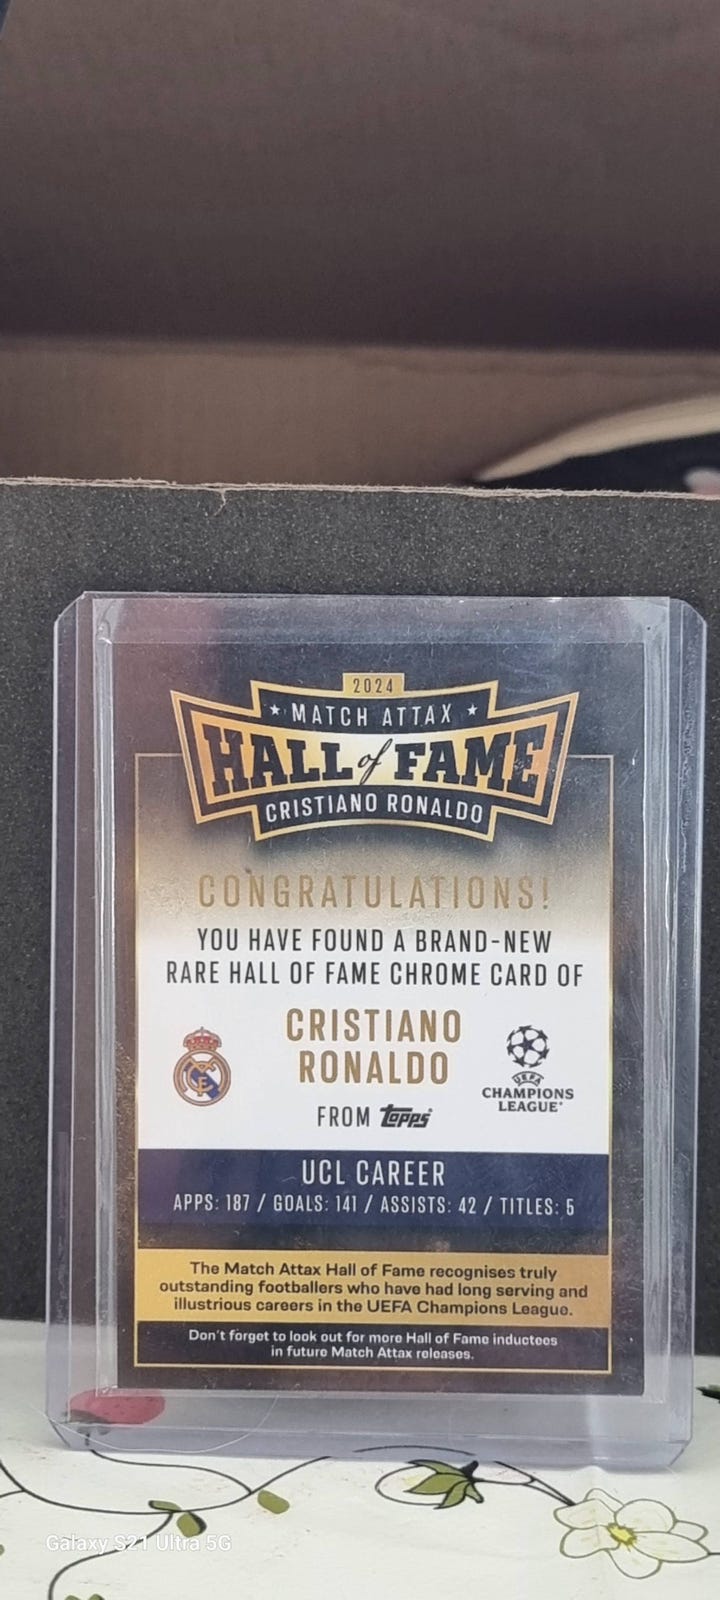 2024
★ MATCH ATTAX ★
HALL of FAME
CRISTIANO RONALDO
CONGRATULATIONS!
YOU HAVE FOUND A BRAND-NEW
RARE HALL OF FAME CHROME CARD OF
CRISTIANO
RONALDO
UEFA
CHAMPIONS
LEAGUE
FROM Topps
UCL CAREER
APPS: 187 / GOALS: 141 / ASSISTS: 42 / TITLES: 5
The Match Attax Hall of Fame recognises truly
outstanding footballers who have had long serving and
illustrious careers in the UEFA Champions League.
Don't forget to look out for more Hall of Fame inductees
in future Match Attax releases.
Galaxy S21 Ultra 5G